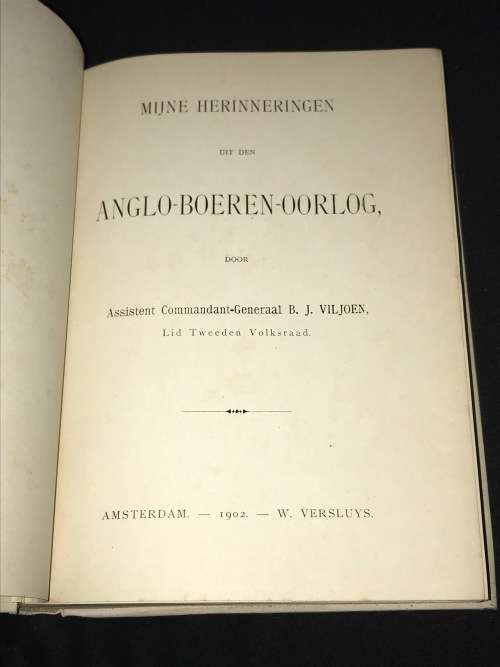 MIJNE HERINNERINGEN
UIT DEN
ANGLO-BOEREN-OORLOG,
DOOR
Assistent Commandant-Generaal B. J. VILJOEN,
Lid Tweeden Volksraad.
AMSTERDAM. — 1902. — W. VERSLUYS.